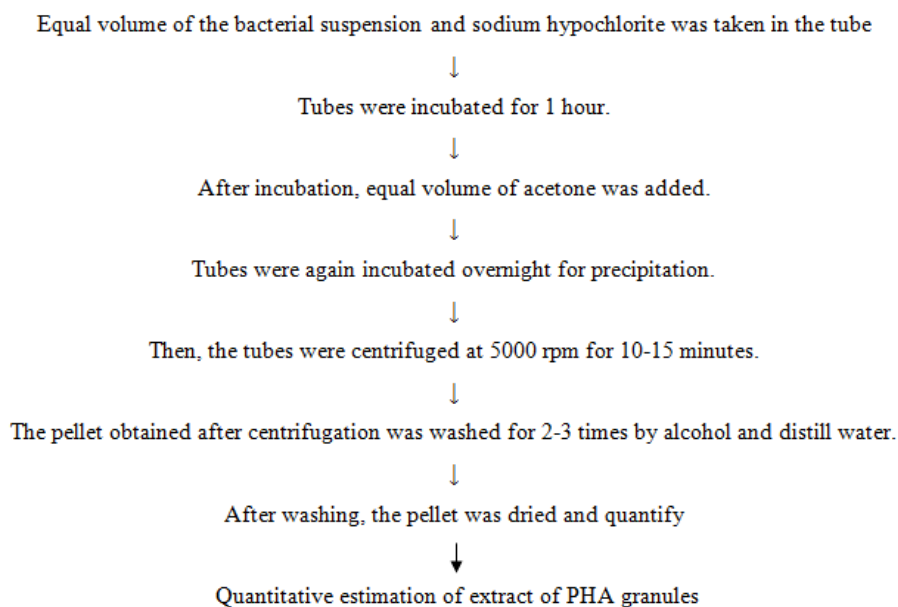 Equal volume of the bacterial suspension and sodium hypochlorite was taken in the tube
↓
Tubes were incubated for 1 hour.
↓
After incubation, equal volume of acetone was added.
↓
Tubes were again incubated overnight for precipitation.
↓
Then, the tubes were centrifuged at 5000 rpm for 10-15 minutes.
↓
The pellet obtained after centrifugation was washed for 2-3 times by alcohol and distill water.
↓
After washing, the pellet was dried and quantify
↓
Quantitative estimation of extract of PHA granules